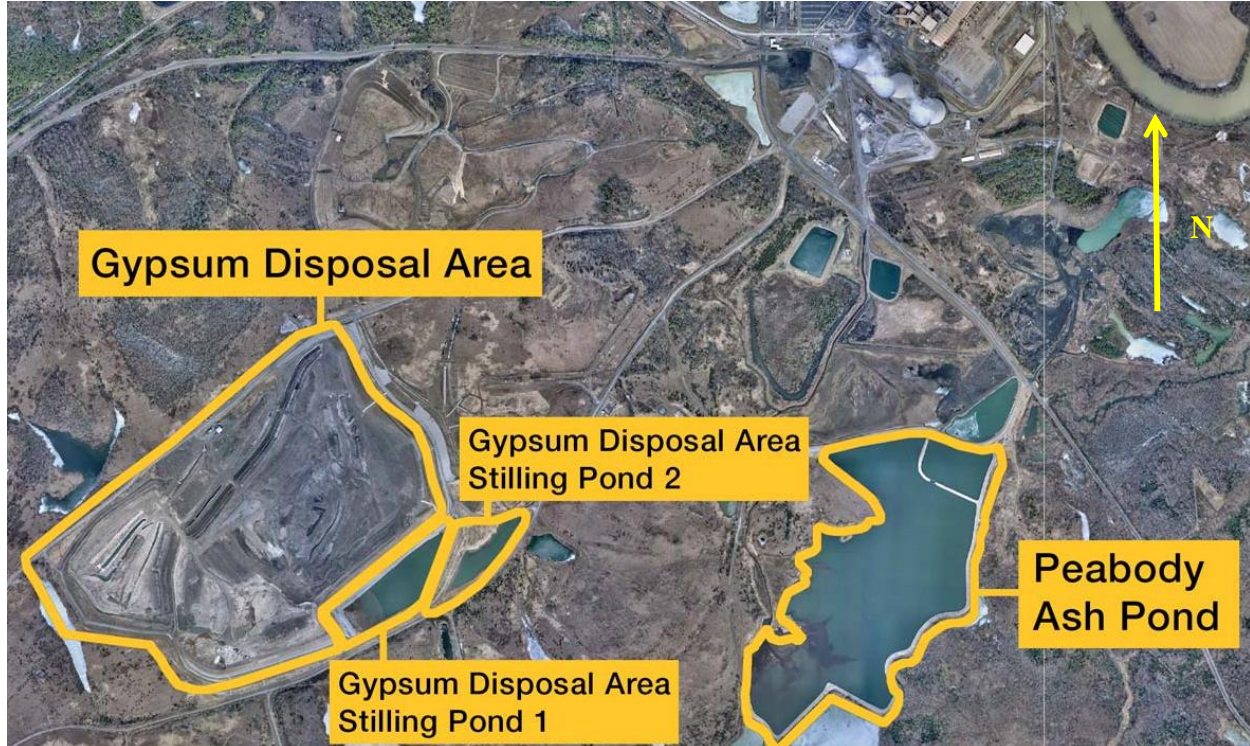 Gypsum Disposal Area
N
Gypsum Disposal Area
Stilling Pond 2
Peabody
Ash Pond
Gypsum Disposal Area
Stilling Pond 1